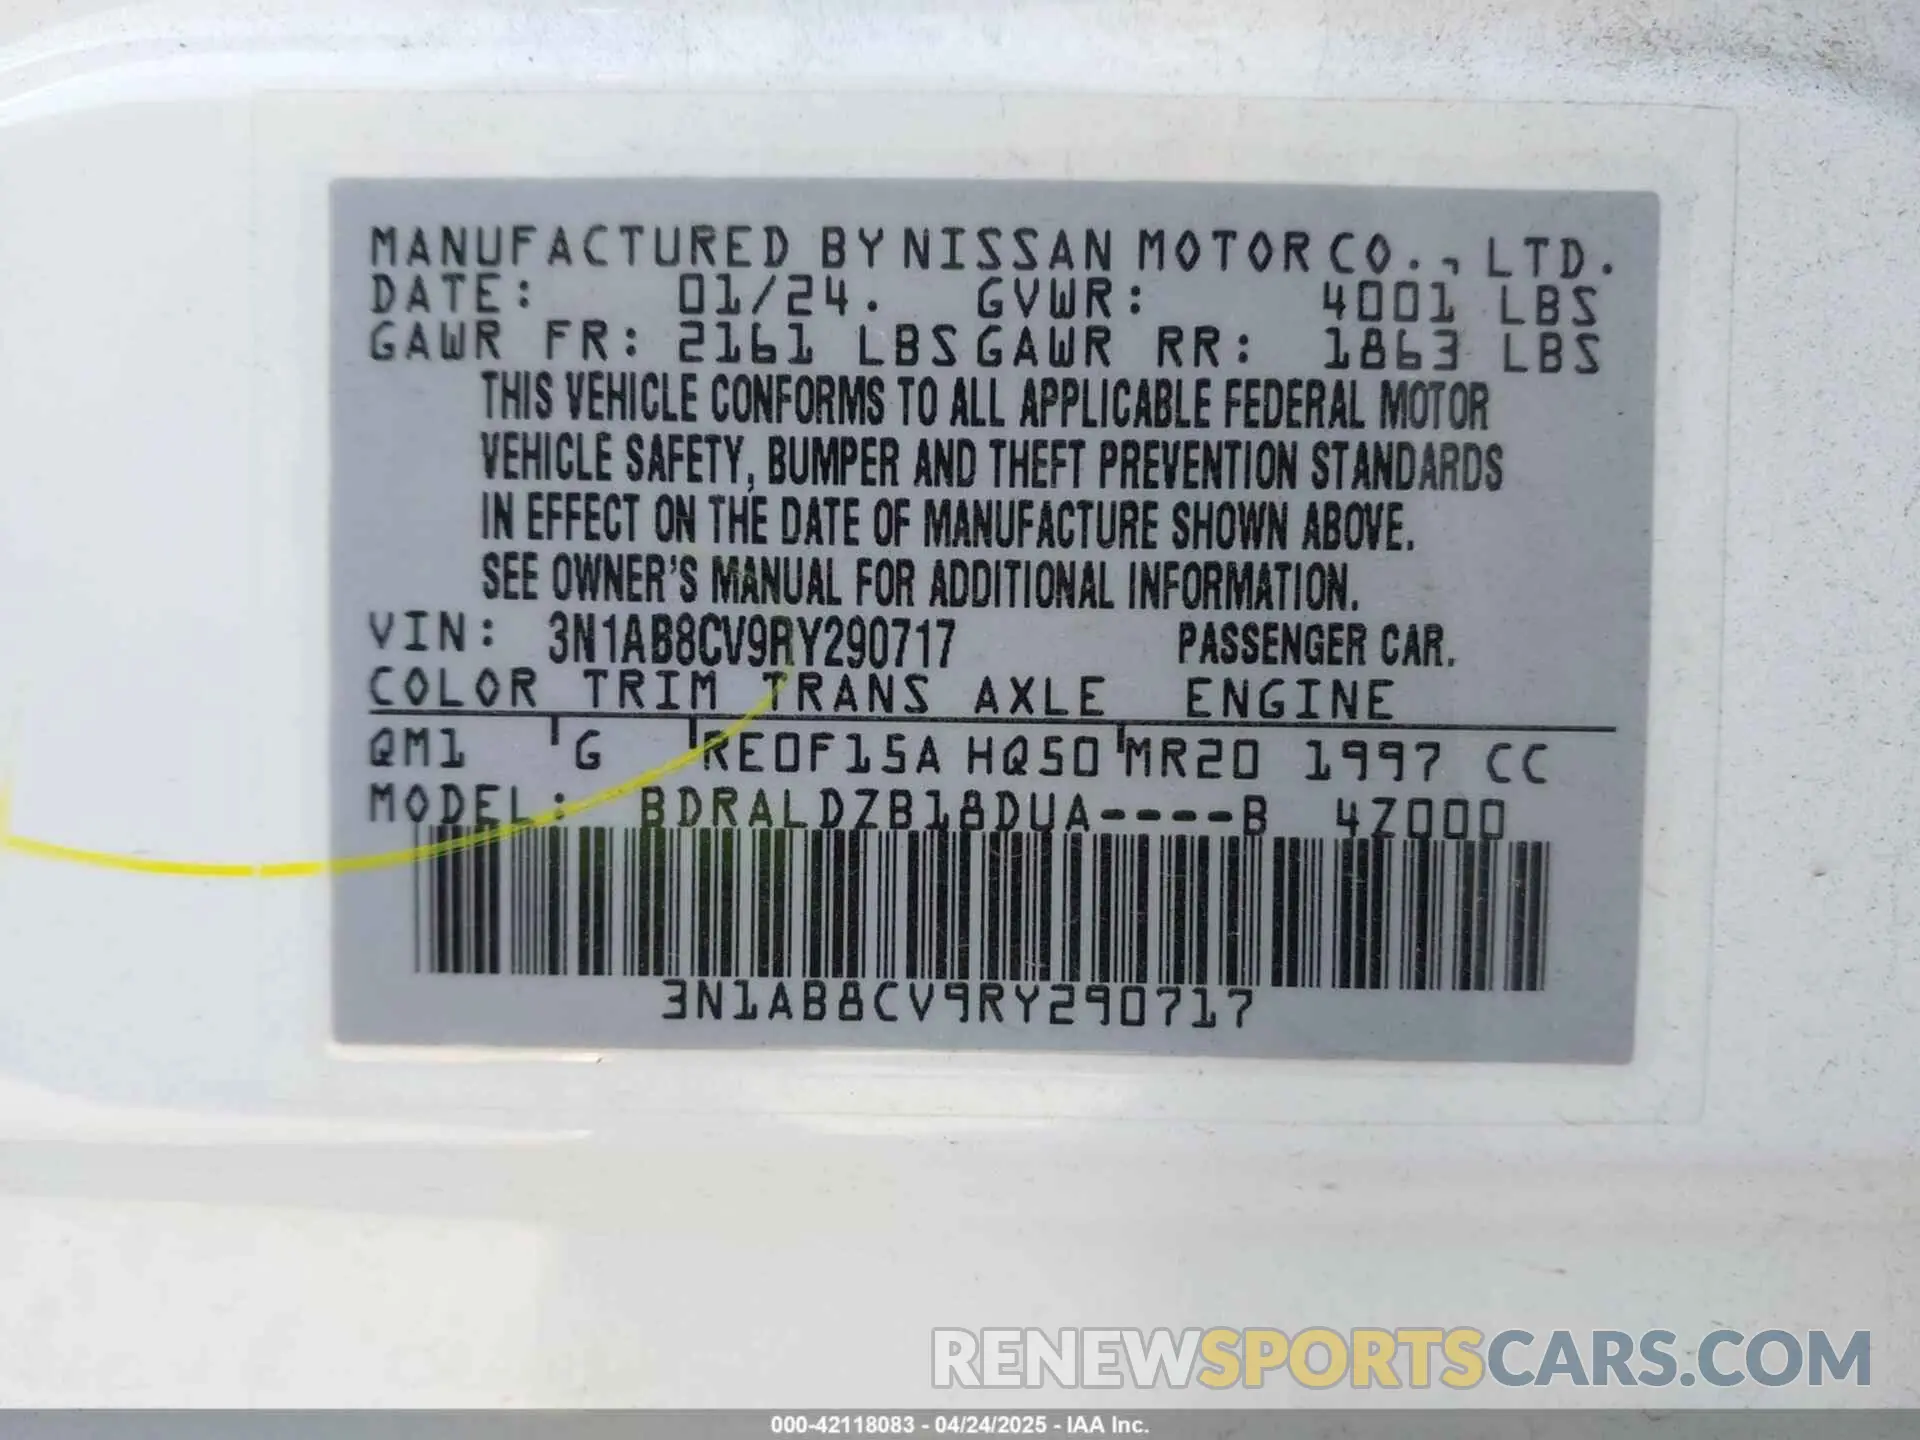 MANUFACTURED BY NISSAN MOTOR CO., LTD.
DATE: 01/24. GVWR: 4001 LBS
GAWR FR: 2161 LBS GAWR RR: 1863 LBS
THIS VEHICLE CONFORMS TO ALL APPLICABLE FEDERAL MOTOR
VEHICLE SAFETY, BUMPER AND THEFT PREVENTION STANDARDS
IN EFFECT ON THE DATE OF MANUFACTURE SHOWN ABOVE.
SEE OWNER'S MANUAL FOR ADDITIONAL INFORMATION.
VIN: 3N1AB8CV9RY290717 PASSENGER CAR.
COLOR TRIM TRANS AXLE ENGINE
QM1 G RE0F15A HQ50 MR20 1997 CC
MODEL: BDRALDZB18DUA----B 4Z000
3N1AB8CV9RY290717
RENEWSPORTSCARS.COM
000-42118083 - 04/24/2025 - IAA Inc.